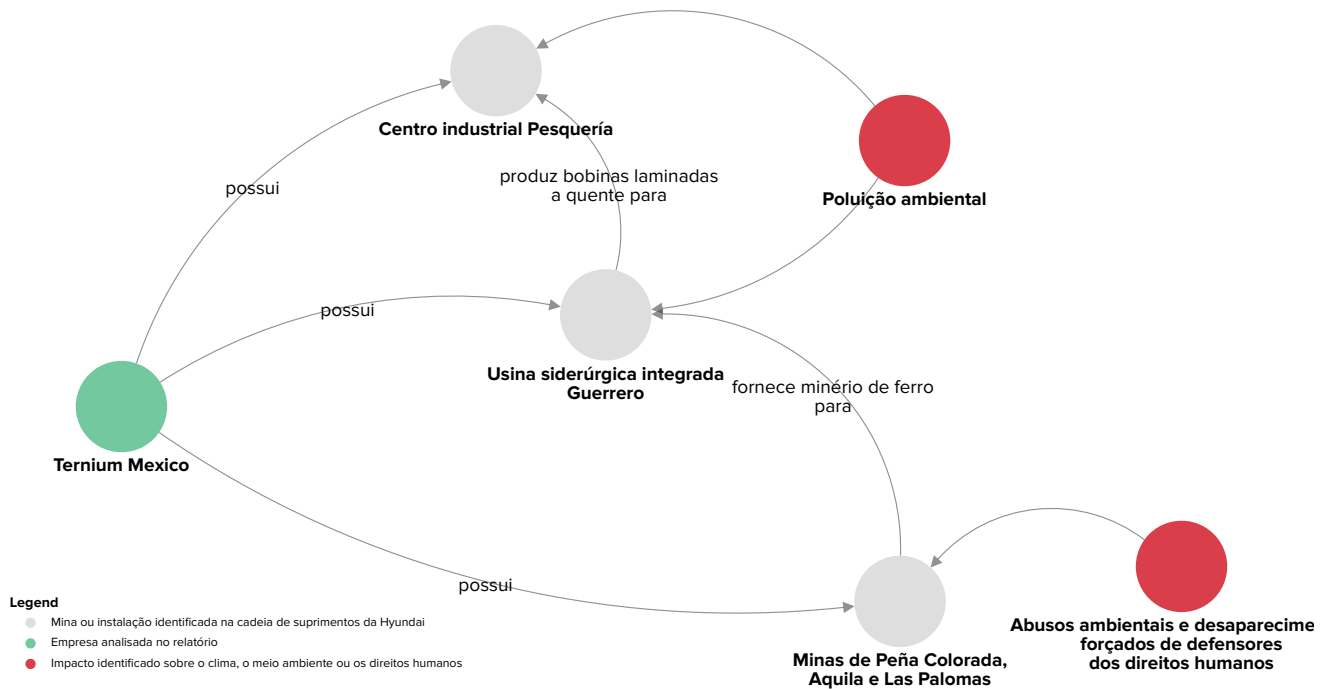 Centro industrial Pesquería
possui
produz bobinas laminadas
a quente para
Poluição ambiental
possui
Usina siderúrgica integrada
Guerrero
fornece minério de ferro
para
Ternium Mexico
possui
Legend
Mina ou instalação identificada na cadeia de suprimentos da Hyundai
Empresa analisada no relatório
Impacto identificado sobre o clima, o meio ambiente ou os direitos humanos
Minas de Peña Colorada,
Aquila e Las Palomas
Abusos ambientais e desaparecime
forçados de defensores
dos direitos humanos